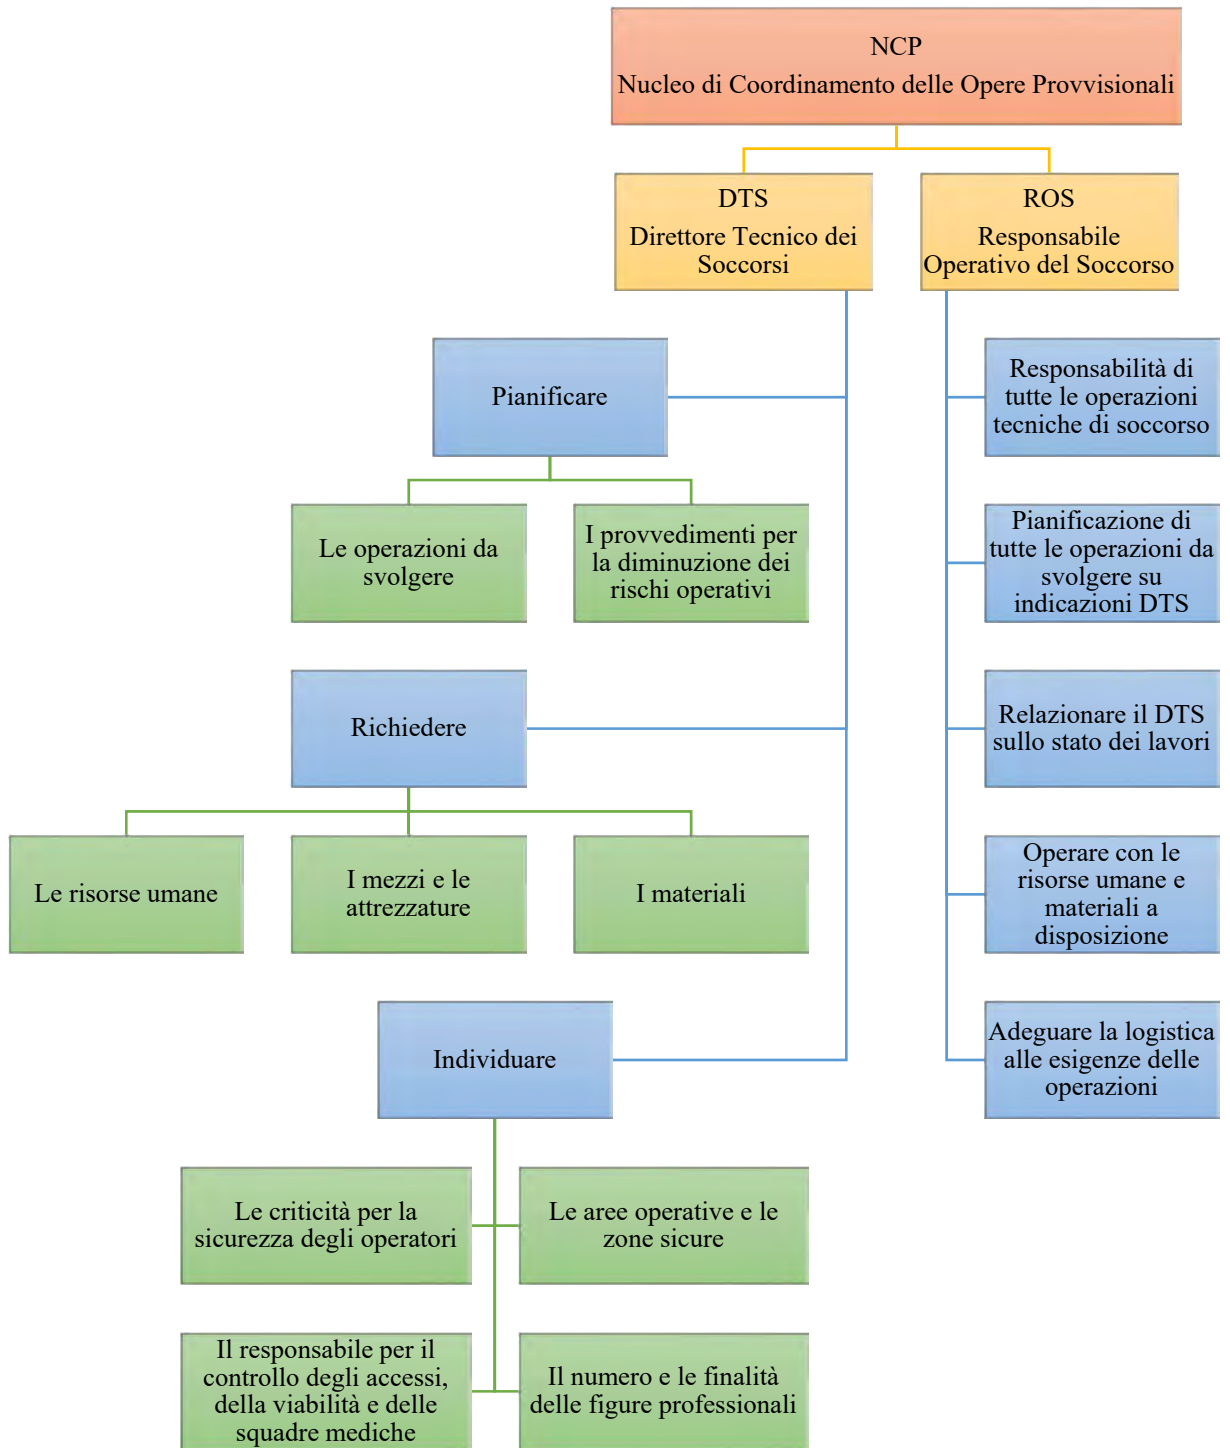 NCP
Nucleo di Coordinamento delle Opere Provvisionali
DTS
Direttore Tecnico dei
Soccorsi
ROS
Responsabile
Operativo del Soccorso
Pianificare
Le operazioni da
svolgere
I provvedimenti per
la diminuzione dei
rischi operativi
Richiedere
Le risorse umane
I mezzi e le
attrezzature
I materiali
Individuare
Le criticità per la
sicurezza degli operatori
Le aree operative e le
zone sicure
Il responsabile per il
controllo degli accessi,
della viabilità e delle
squadre mediche
Il numero e le finalità
delle figure professionali
Responsabilità di
tutte le operazioni
tecniche di soccorso
Pianificazione di
tutte le operazioni da
svolgere su
indicazioni DTS
Relazionare il DTS
sullo stato dei lavori
Operare con le
risorse umane e
materiali a
disposizione
Adeguare la logistica
alle esigenze delle
operazioni